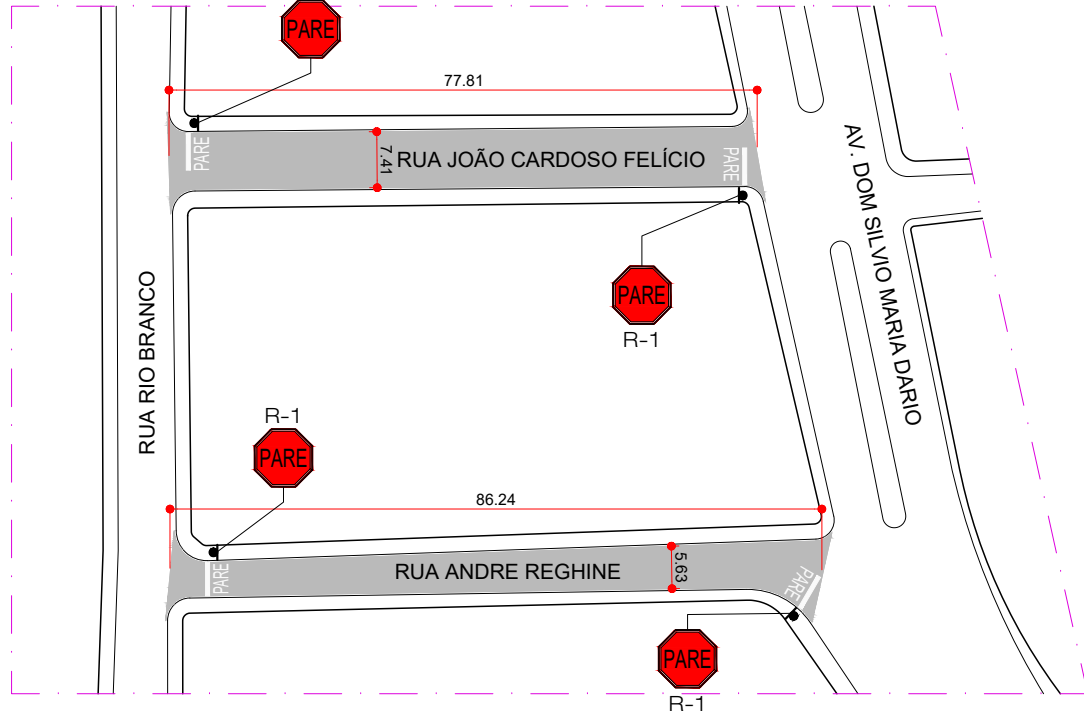 PARE
77.81
PARE
7.41
RUA JOÃO CARDOSO FELÍCIO
PARE
AV. DOM SILVIO MARIA DARIO
RUA RIO BRANCO
PARE
R-1
R-1
PARE
86.24
PARE
RUA ANDRE REGHINE
5.63
PARE
PARE
R-1